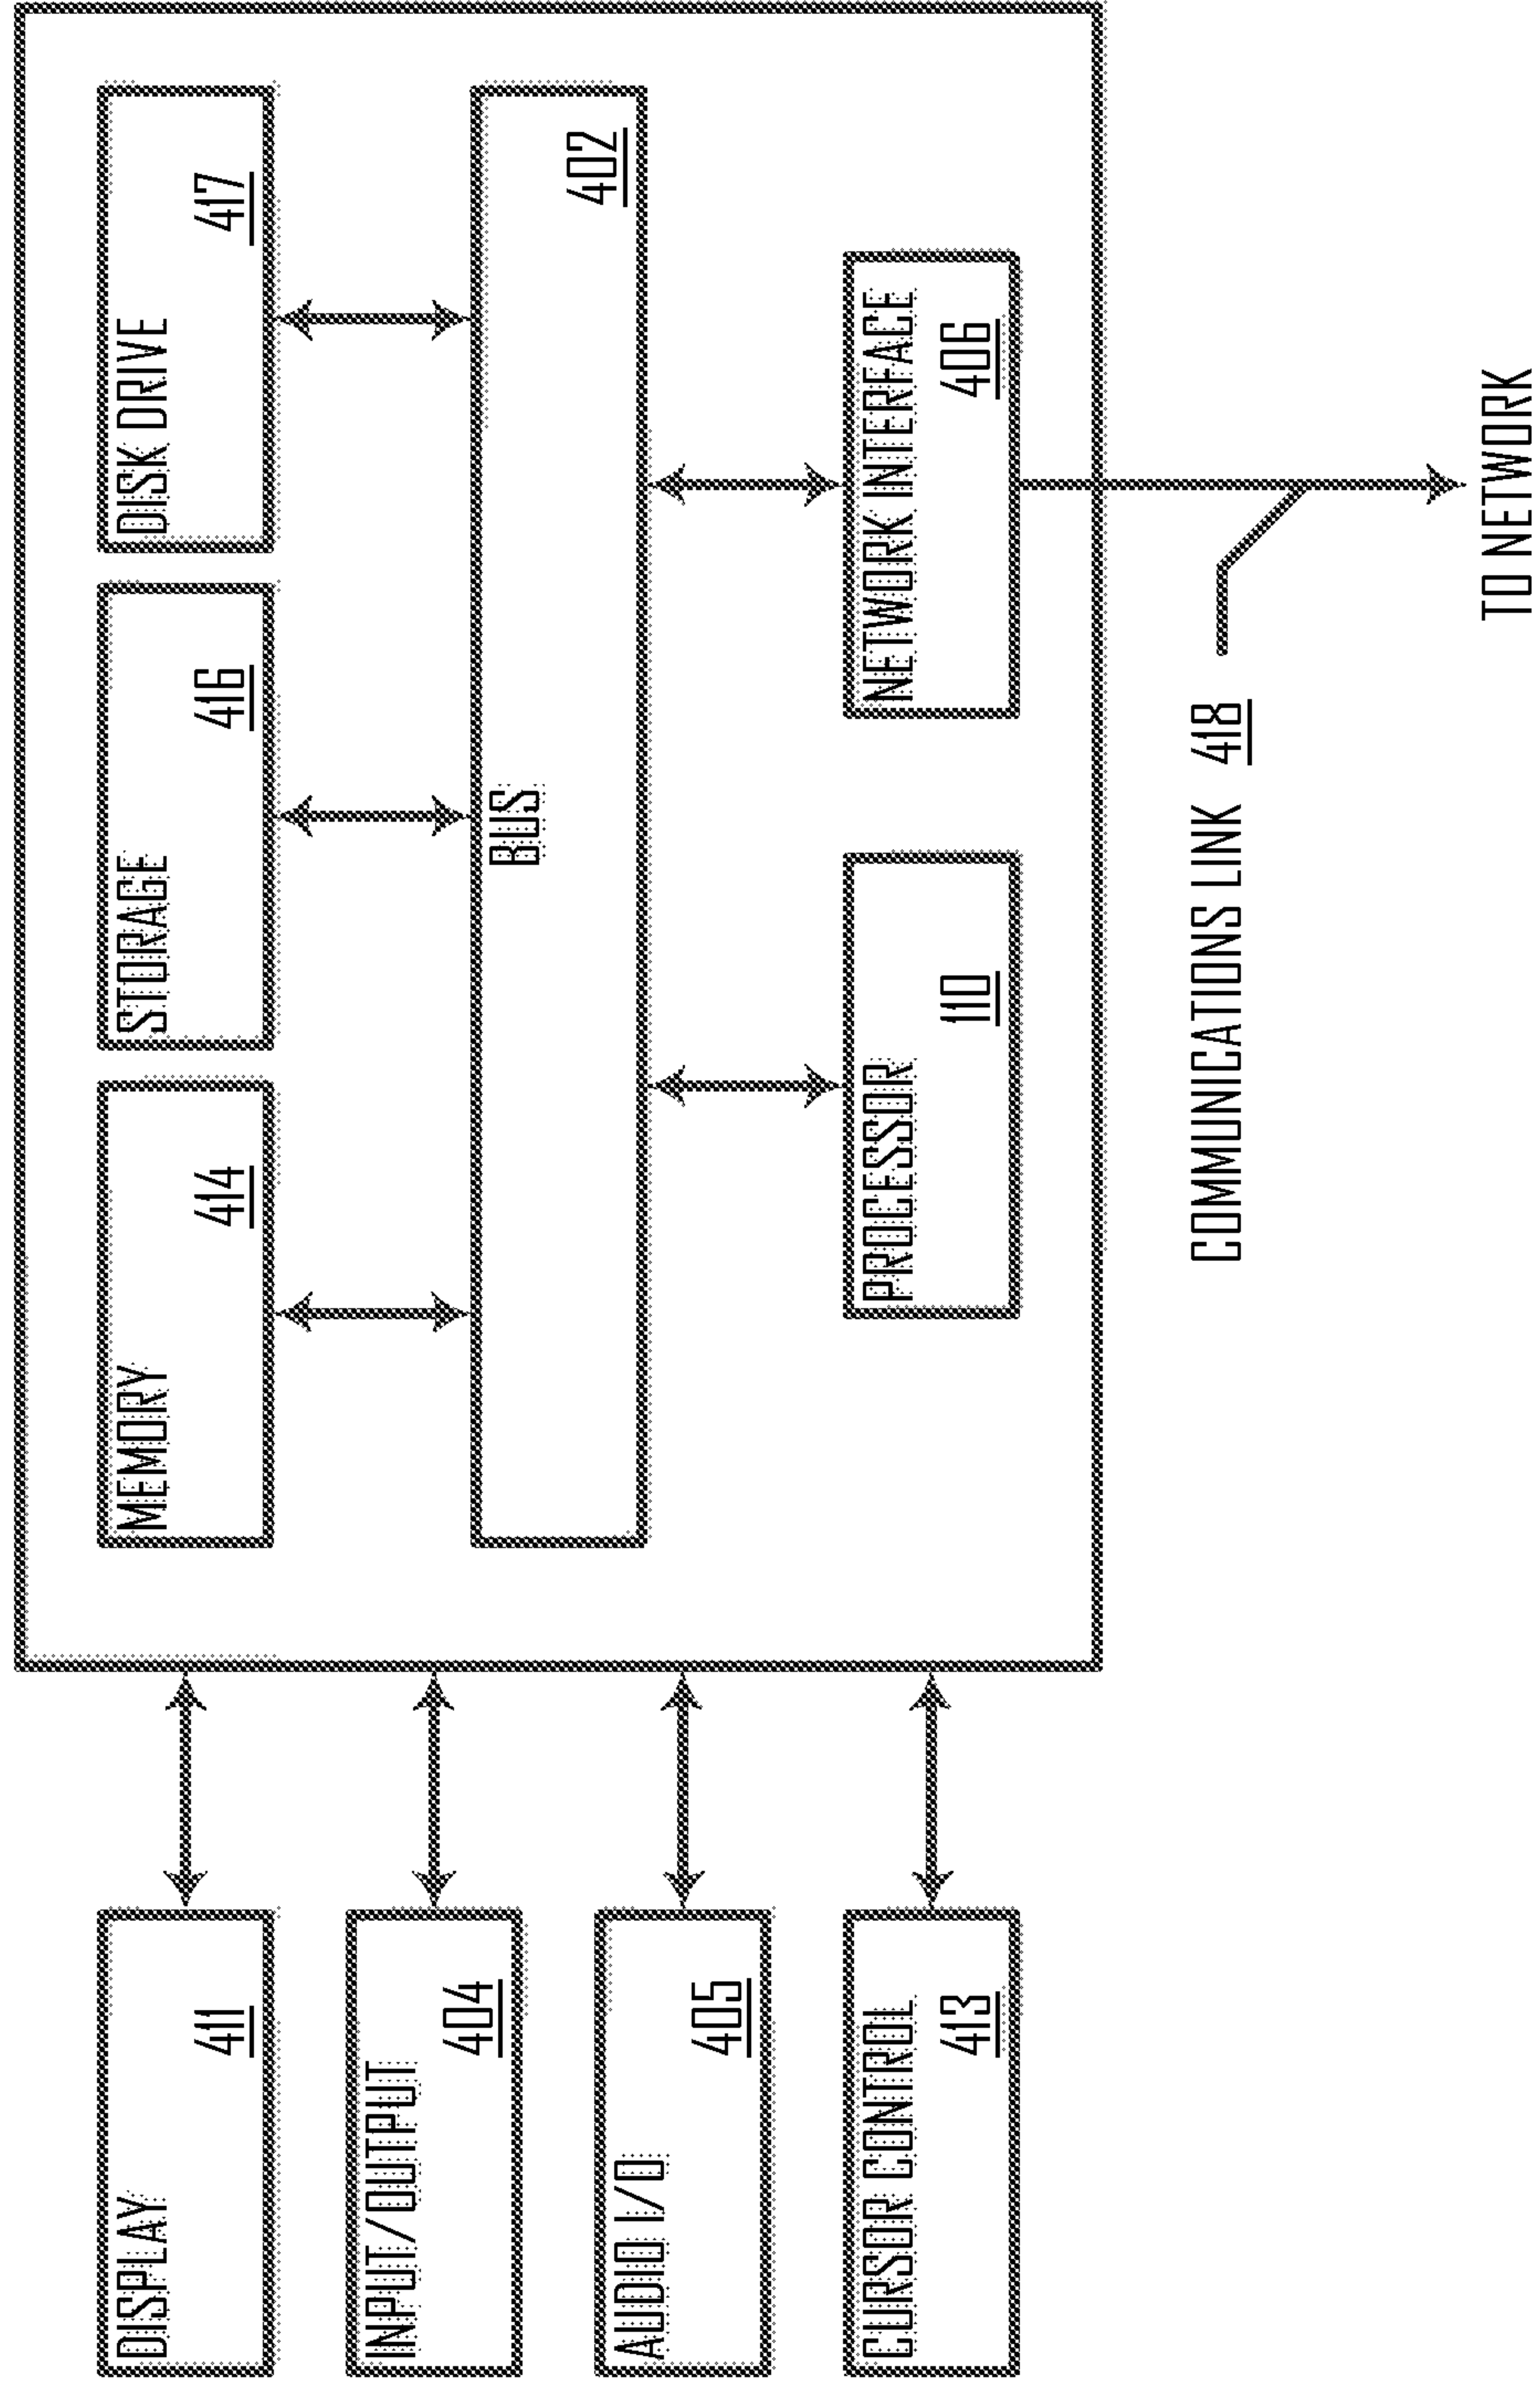 DISPLAY
411
INPUT/OUTPUT
404
AUDIO I/O
405
CURSOR CONTROL
413
MEMORY
414
STORAGE
416
DISK DRIVE
417
BUS
402
PROCESSOR
110
NETWORK INTERFACE
406
COMMUNICATIONS LINK 418
TO NETWORK